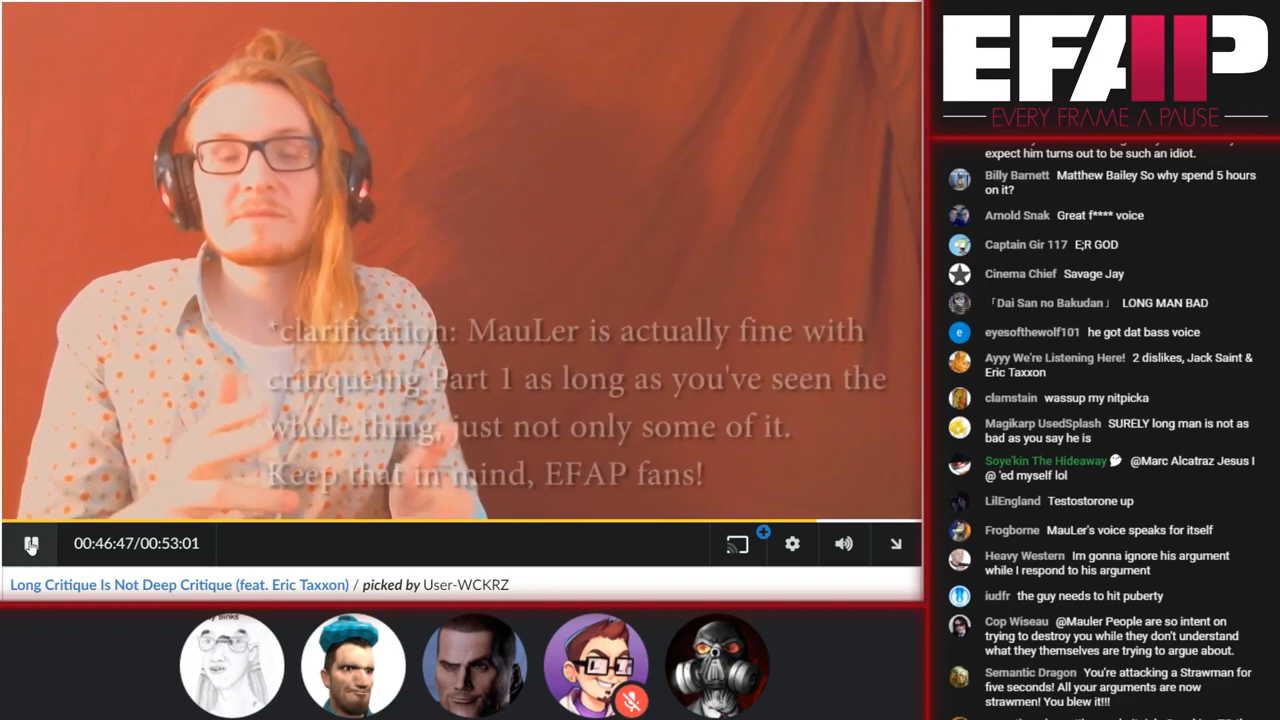 *clarification: MauLer is actually fine with
critiqueing Part 1 as long as you've seen the
whole thing, just not only some of it.
Keep that in mind, EFAP fans!
00:46:47/00:53:01
Long Critique Is Not Deep Critique (feat. Eric Taxxon) / picked by User-WCKRZ
EFAP
EVERY FRAME A PAUSE
expect him turns out to be such an idiot.
Billy Barnett Matthew Bailey So why spend 5 hours
on it?
Arnold Snak Great f**** voice
Captain Gir 117 E;R GOD
Cinema Chief Savage Jay
「Dai San no Bakudan」 LONG MAN BAD
e
eyesofthewolf101 he got dat bass voice
Ayyy We're Listening Here! 2 dislikes, Jack Saint &
Eric Taxxon
clamstain wassup my nitpicka
Magikarp UsedSplash SURELY long man is not as
bad as you say he is
Soye'kin The Hideaway @Marc Alcatraz Jesus I
@ 'ed myself lol
LilEngland Testostorone up
Frogborne MauLer's voice speaks for itself
Heavy Western Im gonna ignore his argument
while I respond to his argument
iudfr the guy needs to hit puberty
Cop Wiseau @Mauler People are so intent on
trying to destroy you while they don't understand
what they themselves are trying to argue about.
Semantic Dragon You're attacking a Strawman for
five seconds! All your arguments are now
strawmen! You blew it!!!